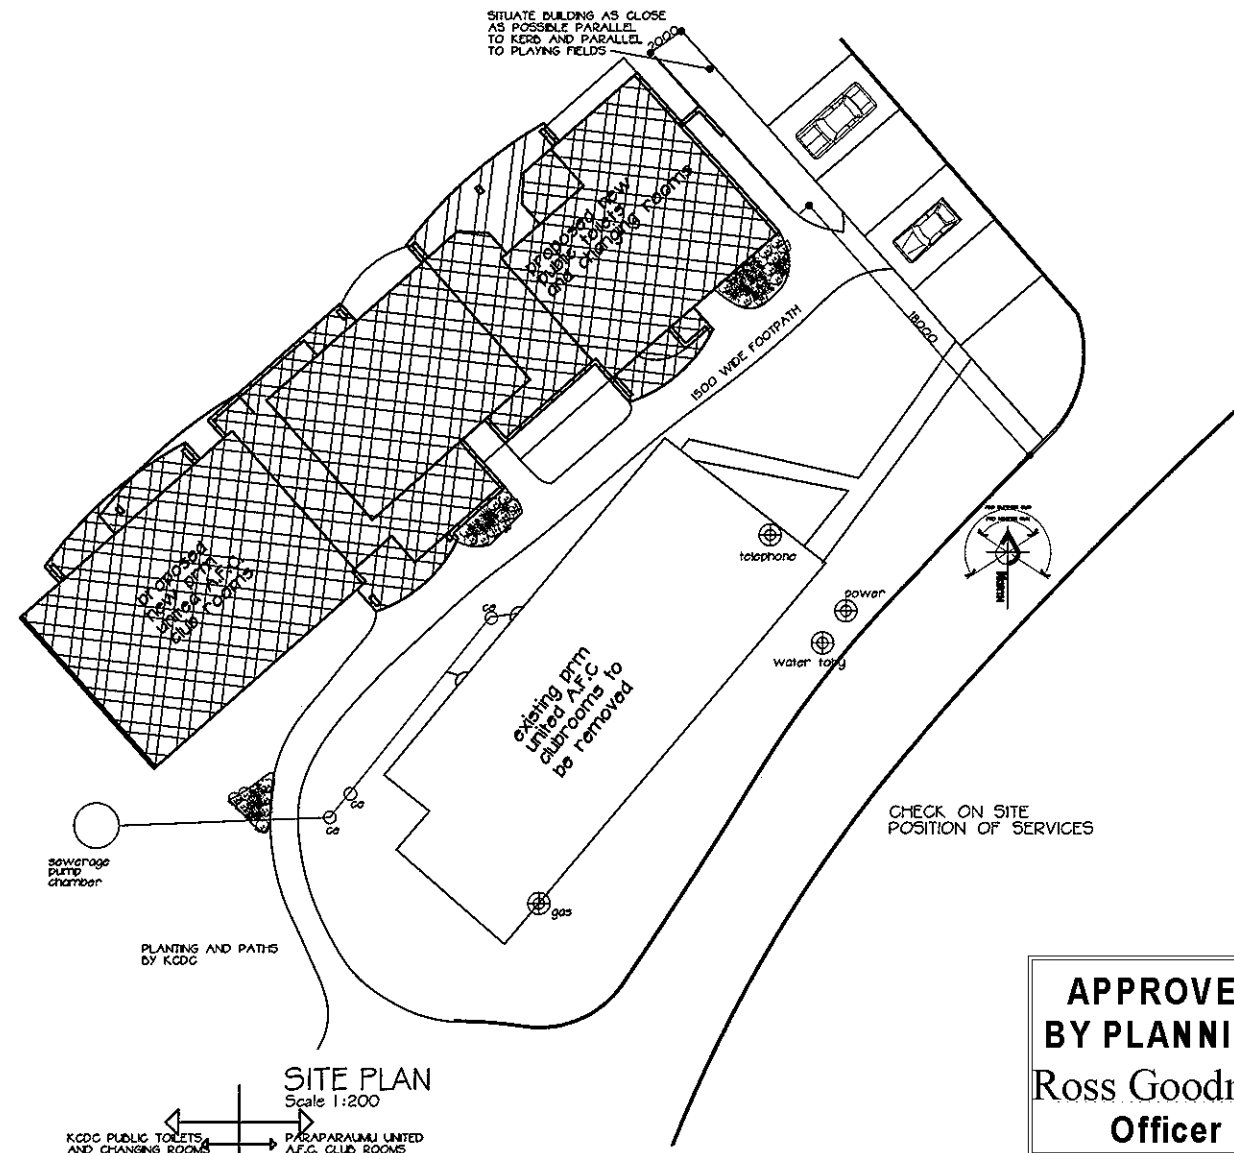 SITUATE BUILDING AS CLOSE
AS POSSIBLE PARALLEL
TO KERB AND PARALLEL
TO PLAYING FIELDS
2000
proposed new
public toilets
and changing rooms
18000
1500 WIDE FOOTPATH
telephone
power
water toby
proposed
new prm
united A.F.C.
club rooms
co
existing prm
united A.F.C
clubrooms to
be removed
co
co
gas
sewerage
pump
chamber
CHECK ON SITE
POSITION OF SERVICES
PLANTING AND PATHS
BY KCDC
SITE PLAN
Scale 1:200
KCDC PUBLIC TOILETS
AND CHANGING ROOMS
PARAPARAUMU UNITED
A.F.C. CLUB ROOMS
APPROVE
BY PLANNI
Ross Good
Officer